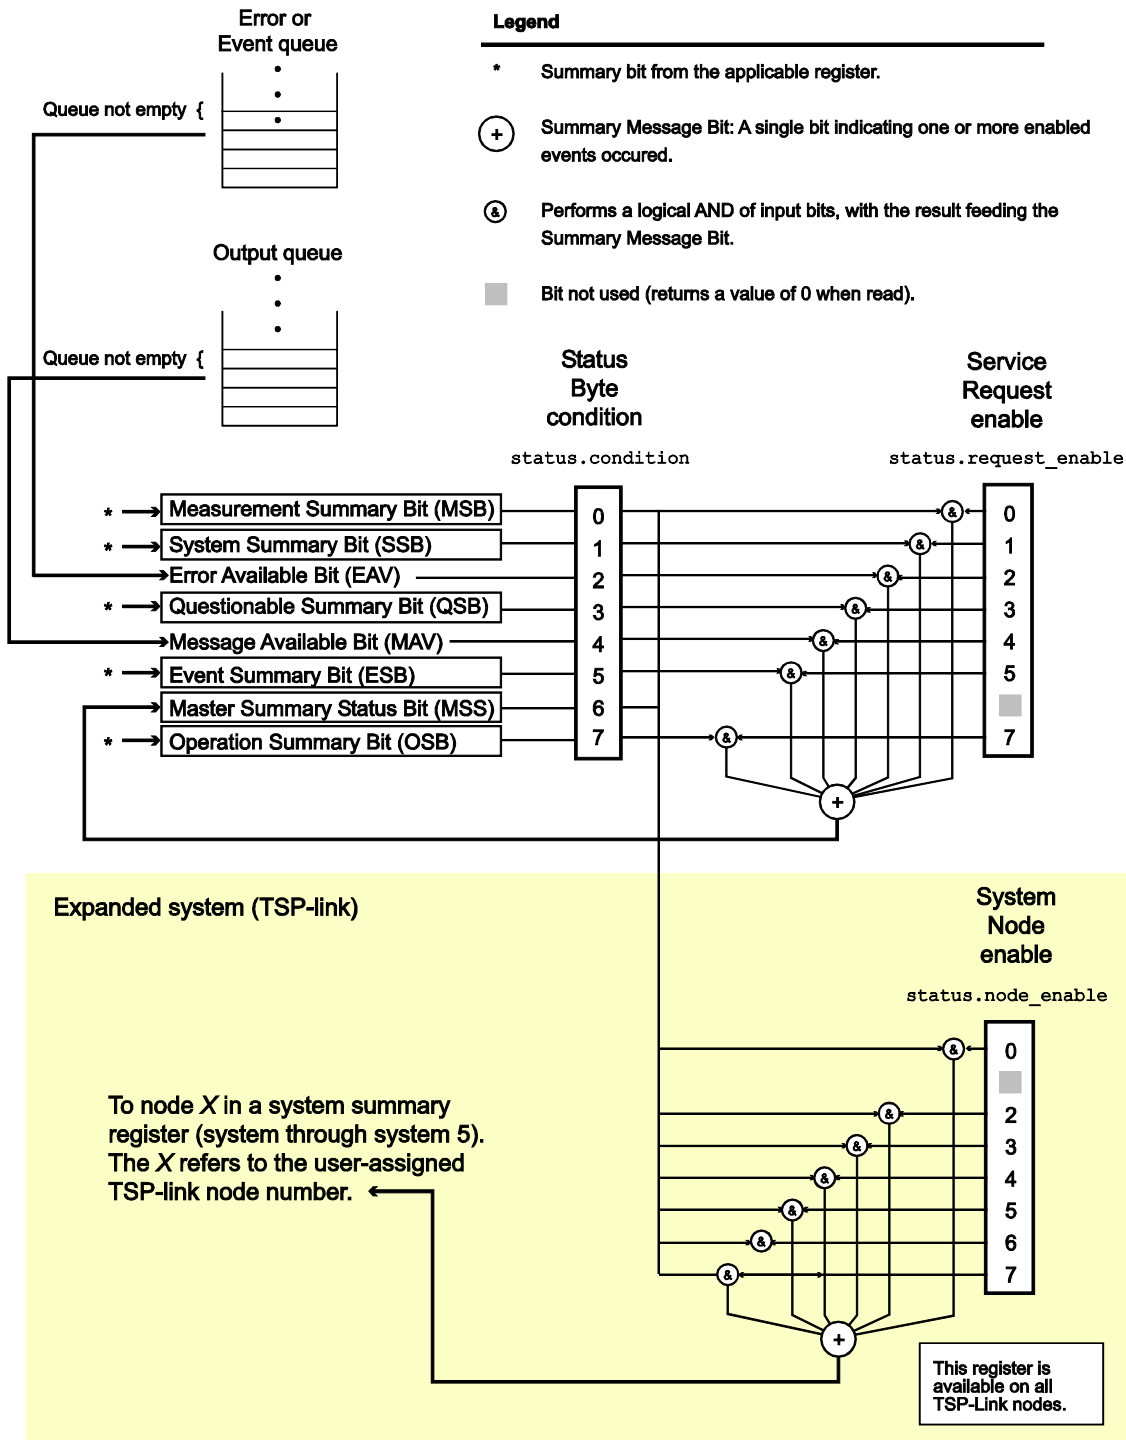 Error or
Event queue
Queue not empty {
Output queue
Queue not empty {
Legend
* Summary bit from the applicable register.
+ Summary Message Bit: A single bit indicating one or more enabled
events occured.
& Performs a logical AND of input bits, with the result feeding the
Summary Message Bit.
Bit not used (returns a value of 0 when read).
Status
Byte
condition
status.condition
Service
Request
enable
status.request_enable
* Measurement Summary Bit (MSB) 0 & 0
* System Summary Bit (SSB) 1 & 1
Error Available Bit (EAV) 2 & 2
* Questionable Summary Bit (QSB) 3 & 3
Message Available Bit (MAV) 4 & 4
* Event Summary Bit (ESB) 5 & 5
Master Summary Status Bit (MSS) 6
* Operation Summary Bit (OSB) 7 & 7
+
Expanded system (TSP-link)
System
Node
enable
status.node_enable
& 0
& 2
& 3
& 4
& 5
& 6
& 7
+
To node X in a system summary
register (system through system 5).
The X refers to the user-assigned
TSP-link node number.
This register is
available on all
TSP-Link nodes.